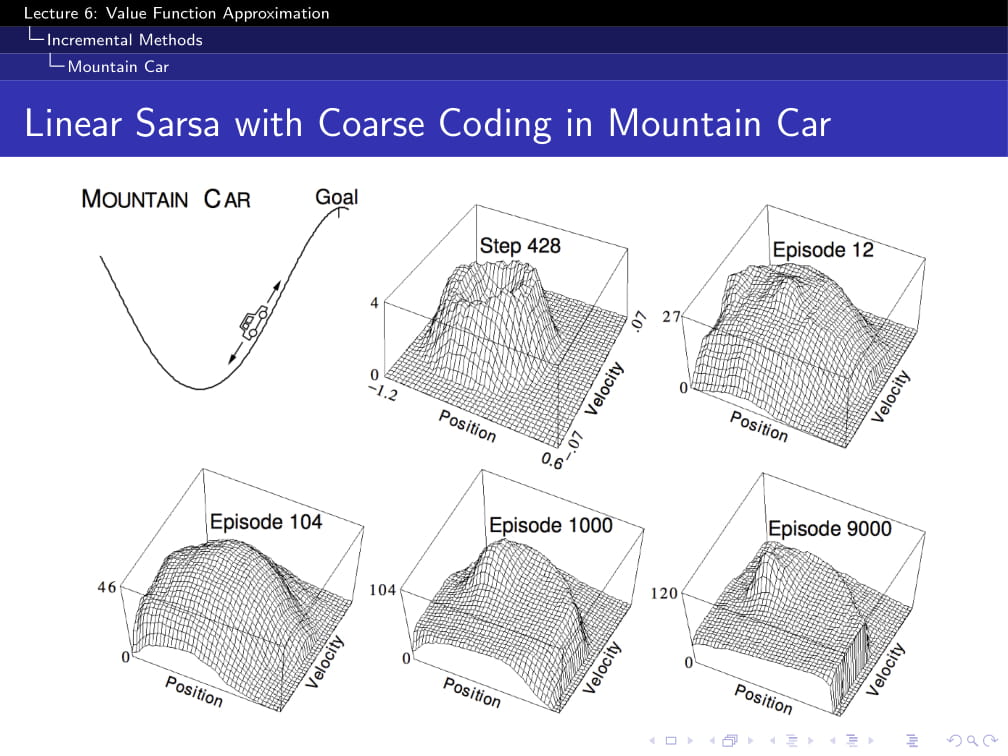 Lecture 6: Value Function Approximation
Incremental Methods
Mountain Car
Linear Sarsa with Coarse Coding in Mountain Car
MOUNTAIN CAR
Goal
Step 428
4
0
−1.2
Position
0.6
−.07
Velocity
.07
Episode 12
27
0
Position
Velocity
Episode 104
46
0
Position
Velocity
Episode 1000
104
0
Position
Velocity
Episode 9000
120
0
Position
Velocity